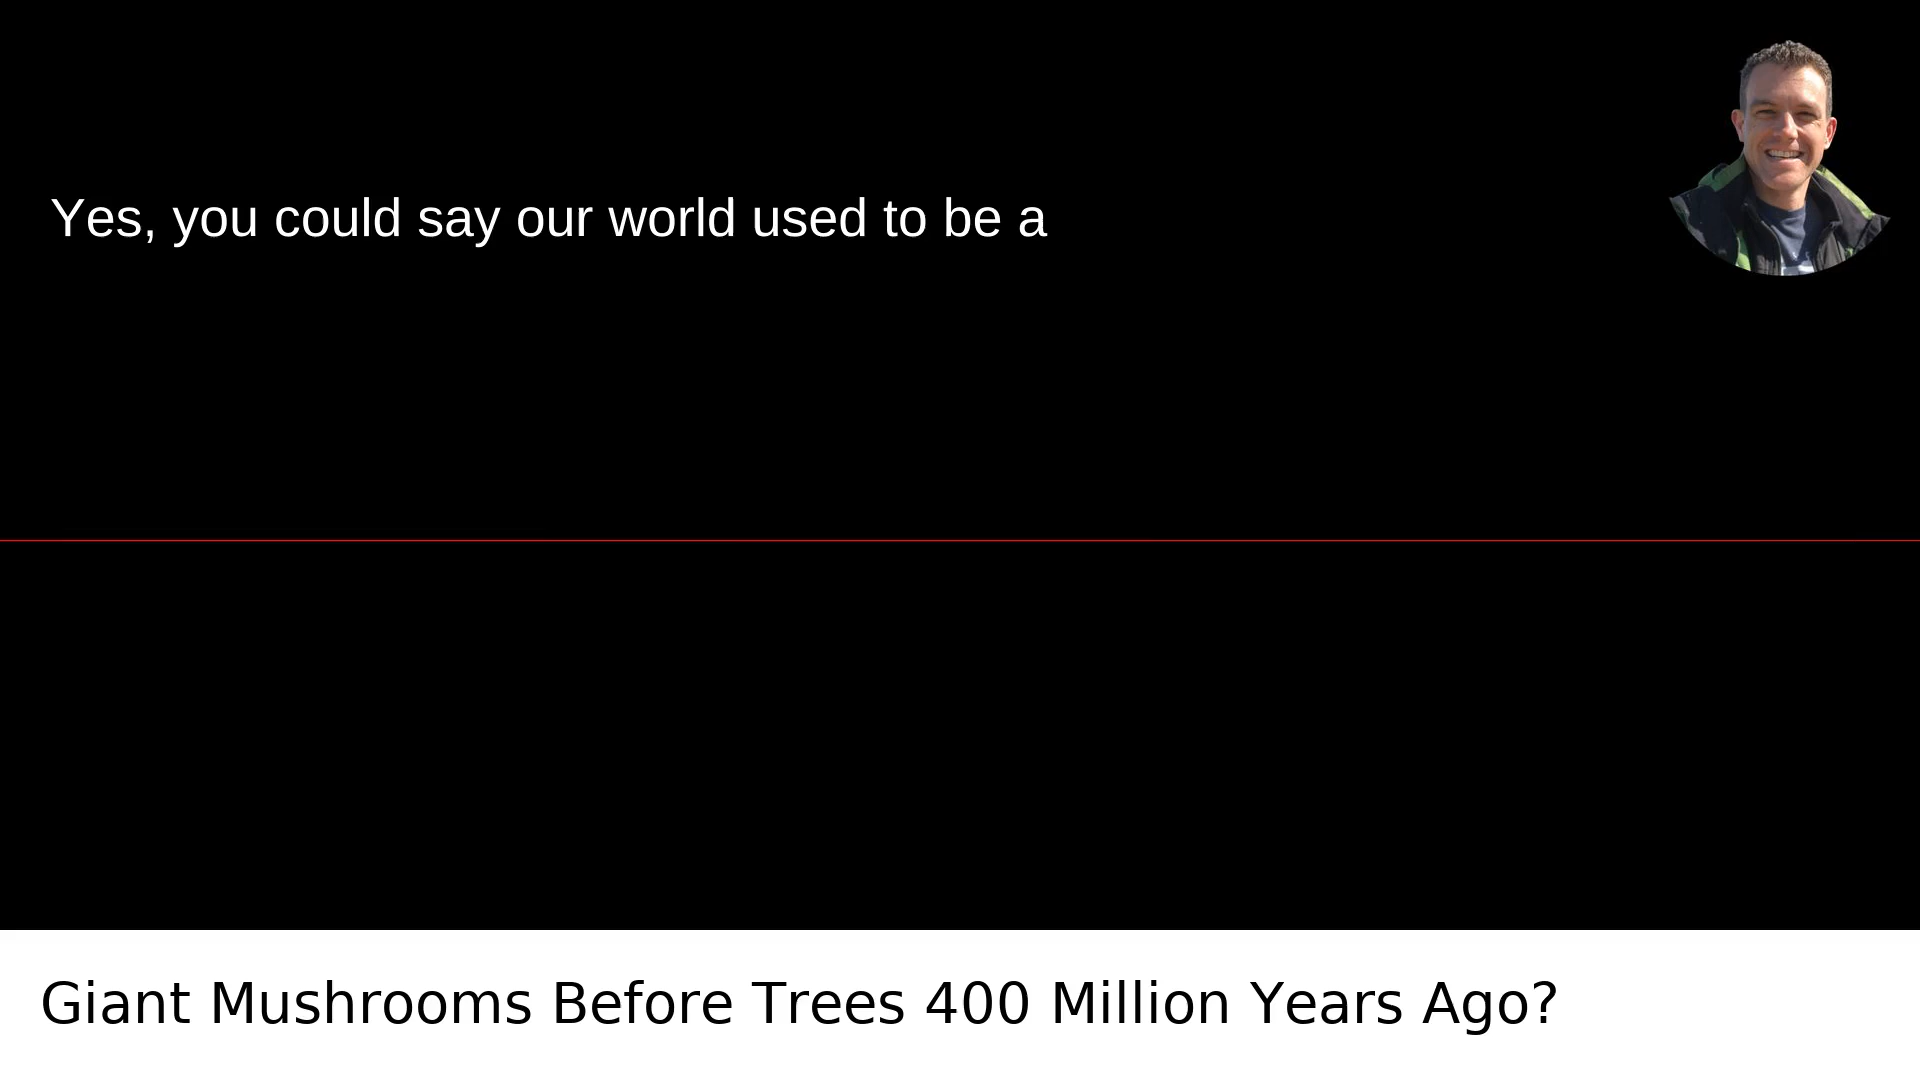 Yes, you could say our world used to be a
Giant Mushrooms Before Trees 400 Million Years Ago?